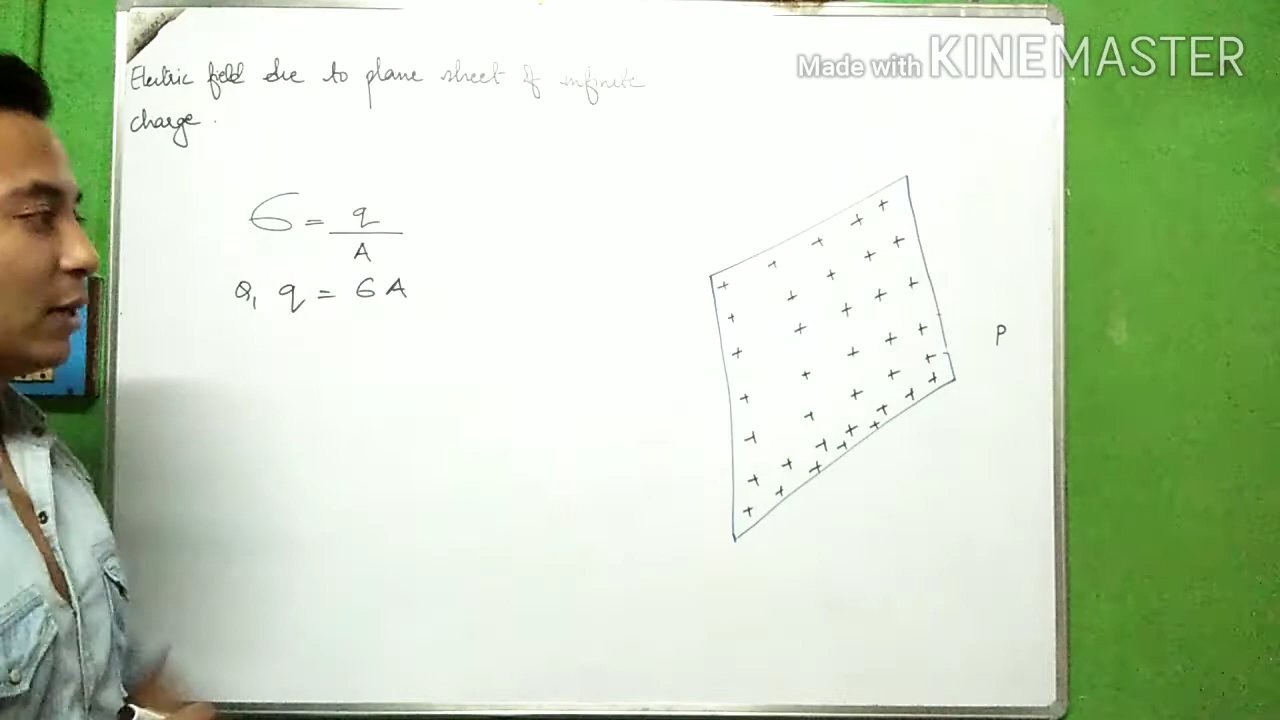 Made with KINEMASTER
Electric field due to plane sheet of infinite
charge.
σ = q
A
Or, q = σA
P